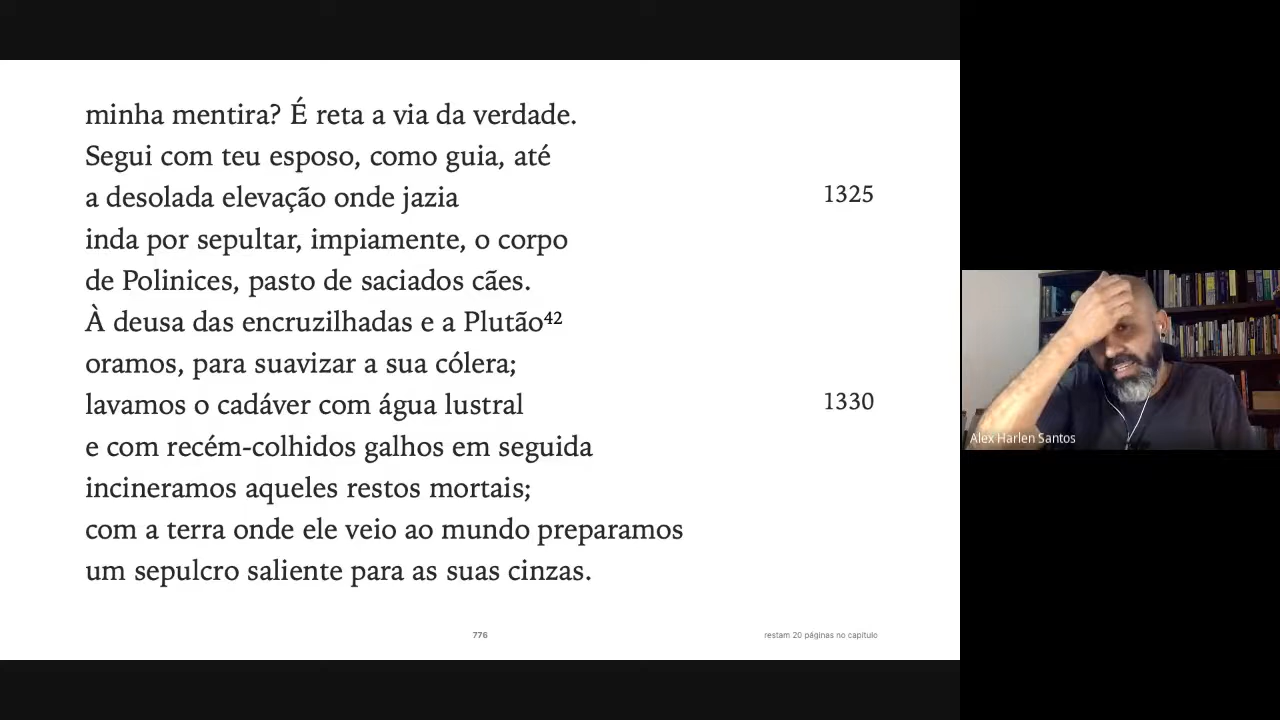 minha mentira? É reta a via da verdade.
Segui com teu esposo, como guia, até
a desolada elevação onde jazia
1325
inda por sepultar, impiamente, o corpo
de Polinices, pasto de saciados cães.
À deusa das encruzilhadas e a Plutão⁴²
oramos, para suavizar a sua cólera;
lavamos o cadáver com água lustral
1330
e com recém-colhidos galhos em seguida
incineramos aqueles restos mortais;
com a terra onde ele veio ao mundo preparamos
um sepulcro saliente para as suas cinzas.
776
restam 20 páginas no capítulo
Alex Harlen Santos